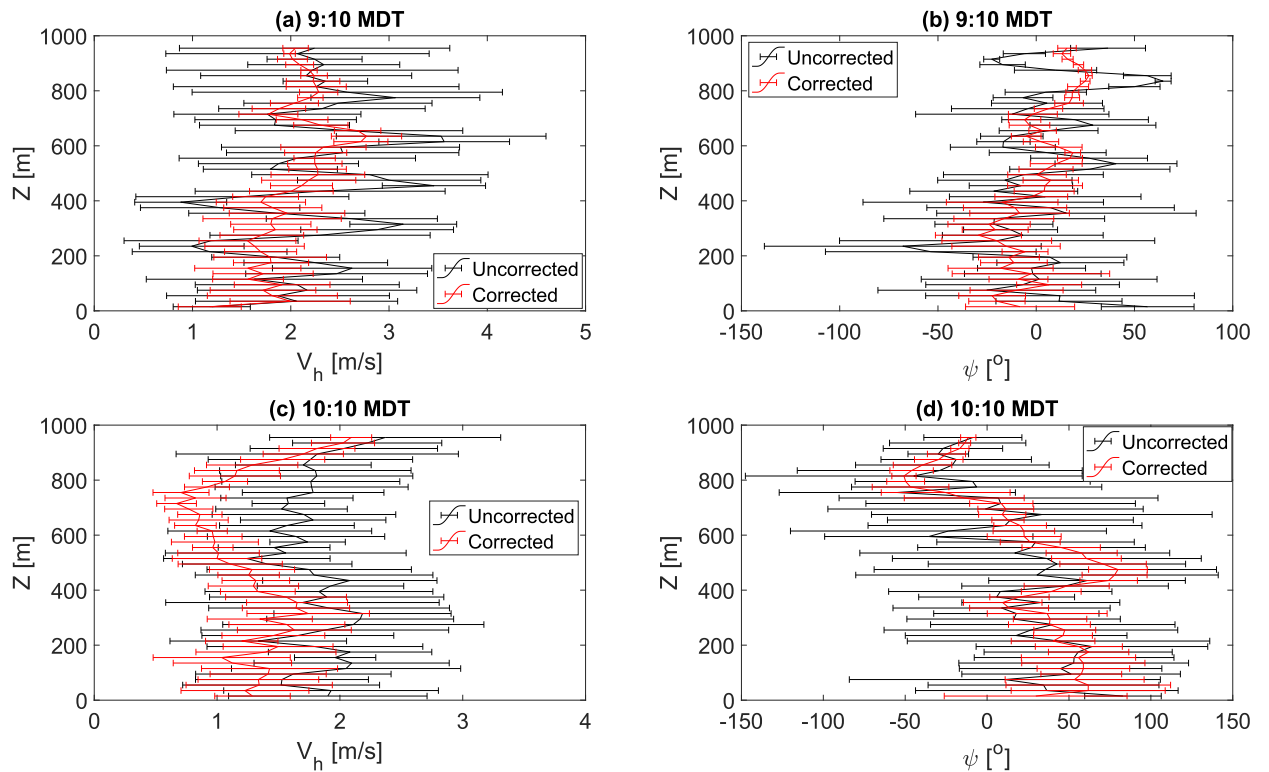 (a) 9:10 MDT
1000
800
600
400
200
0
Z [m]
0 1 2 3 4 5
V_h [m/s]
Uncorrected
Corrected
(b) 9:10 MDT
1000
800
600
400
200
0
Z [m]
-150 -100 -50 0 50 100
ψ [°]
Uncorrected
Corrected
(c) 10:10 MDT
1000
800
600
400
200
0
Z [m]
0 1 2 3 4
V_h [m/s]
Uncorrected
Corrected
(d) 10:10 MDT
1000
800
600
400
200
0
Z [m]
-150 -100 -50 0 50 100 150
ψ [°]
Uncorrected
Corrected